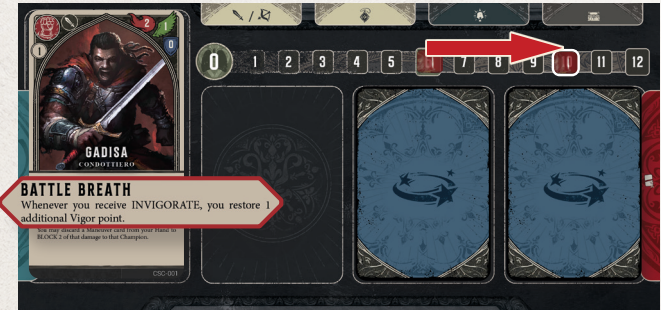 2
1
1
0
0 1 2 3 4 5 7 8 9 10 11 12
GADISA
CONDOTTIERO
BATTLE BREATH
Whenever you receive INVIGORATE, you restore 1
additional Vigor point.
You may discard a Maneuver card from your Hand to
BLOCK 2 of that damage to that Champion.
CSC-001